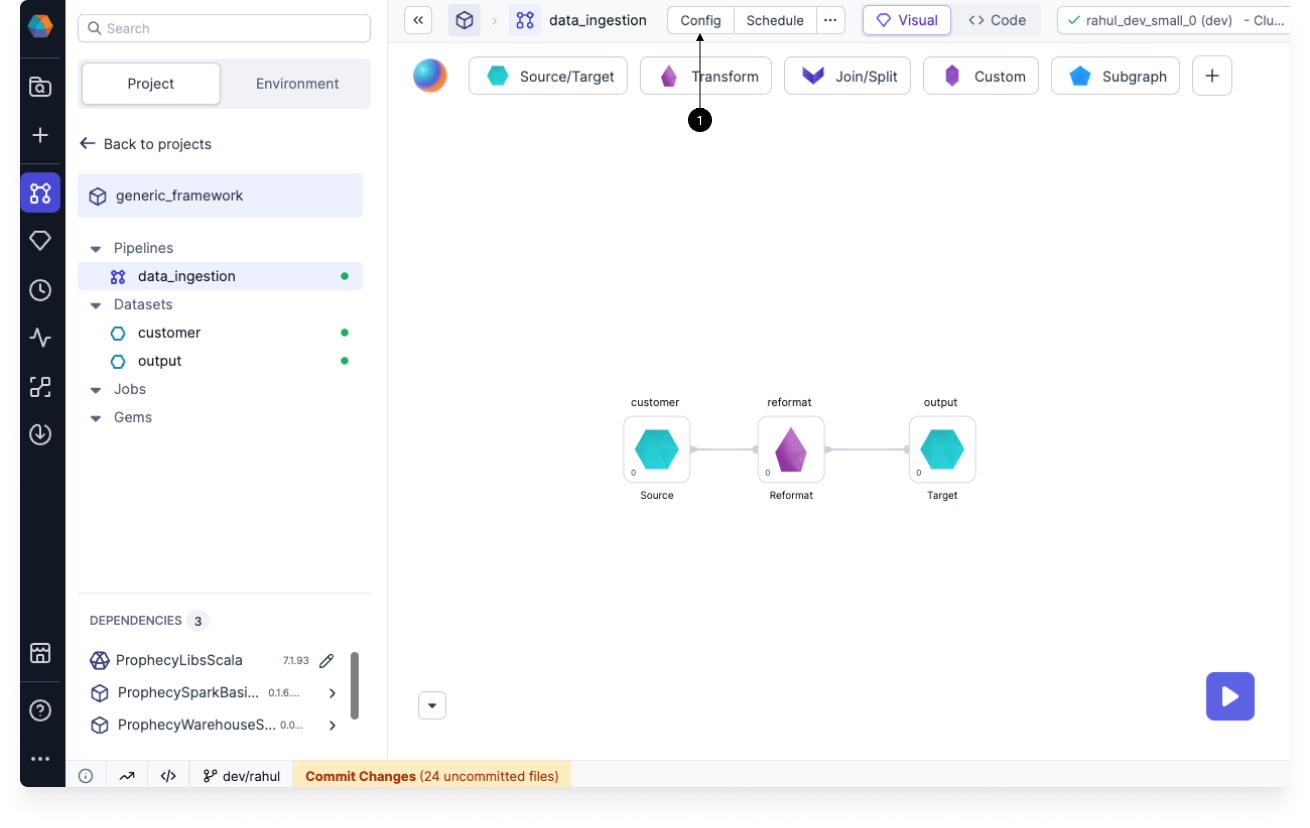 Search
data_ingestion
Config
Schedule
Visual
Code
rahul_dev_small_0 (dev) - Clu...
Project
Environment
Source/Target
Transform
Join/Split
Custom
Subgraph
1
Back to projects
generic_framework
Pipelines
data_ingestion
Datasets
customer
output
Jobs
Gems
customer
reformat
output
0
0
0
Source
Reformat
Target
DEPENDENCIES 3
ProphecyLibsScala 7.1.93
ProphecySparkBasi... 0.1.6....
ProphecyWarehouseS... 0.0...
dev/rahul
Commit Changes (24 uncommitted files)